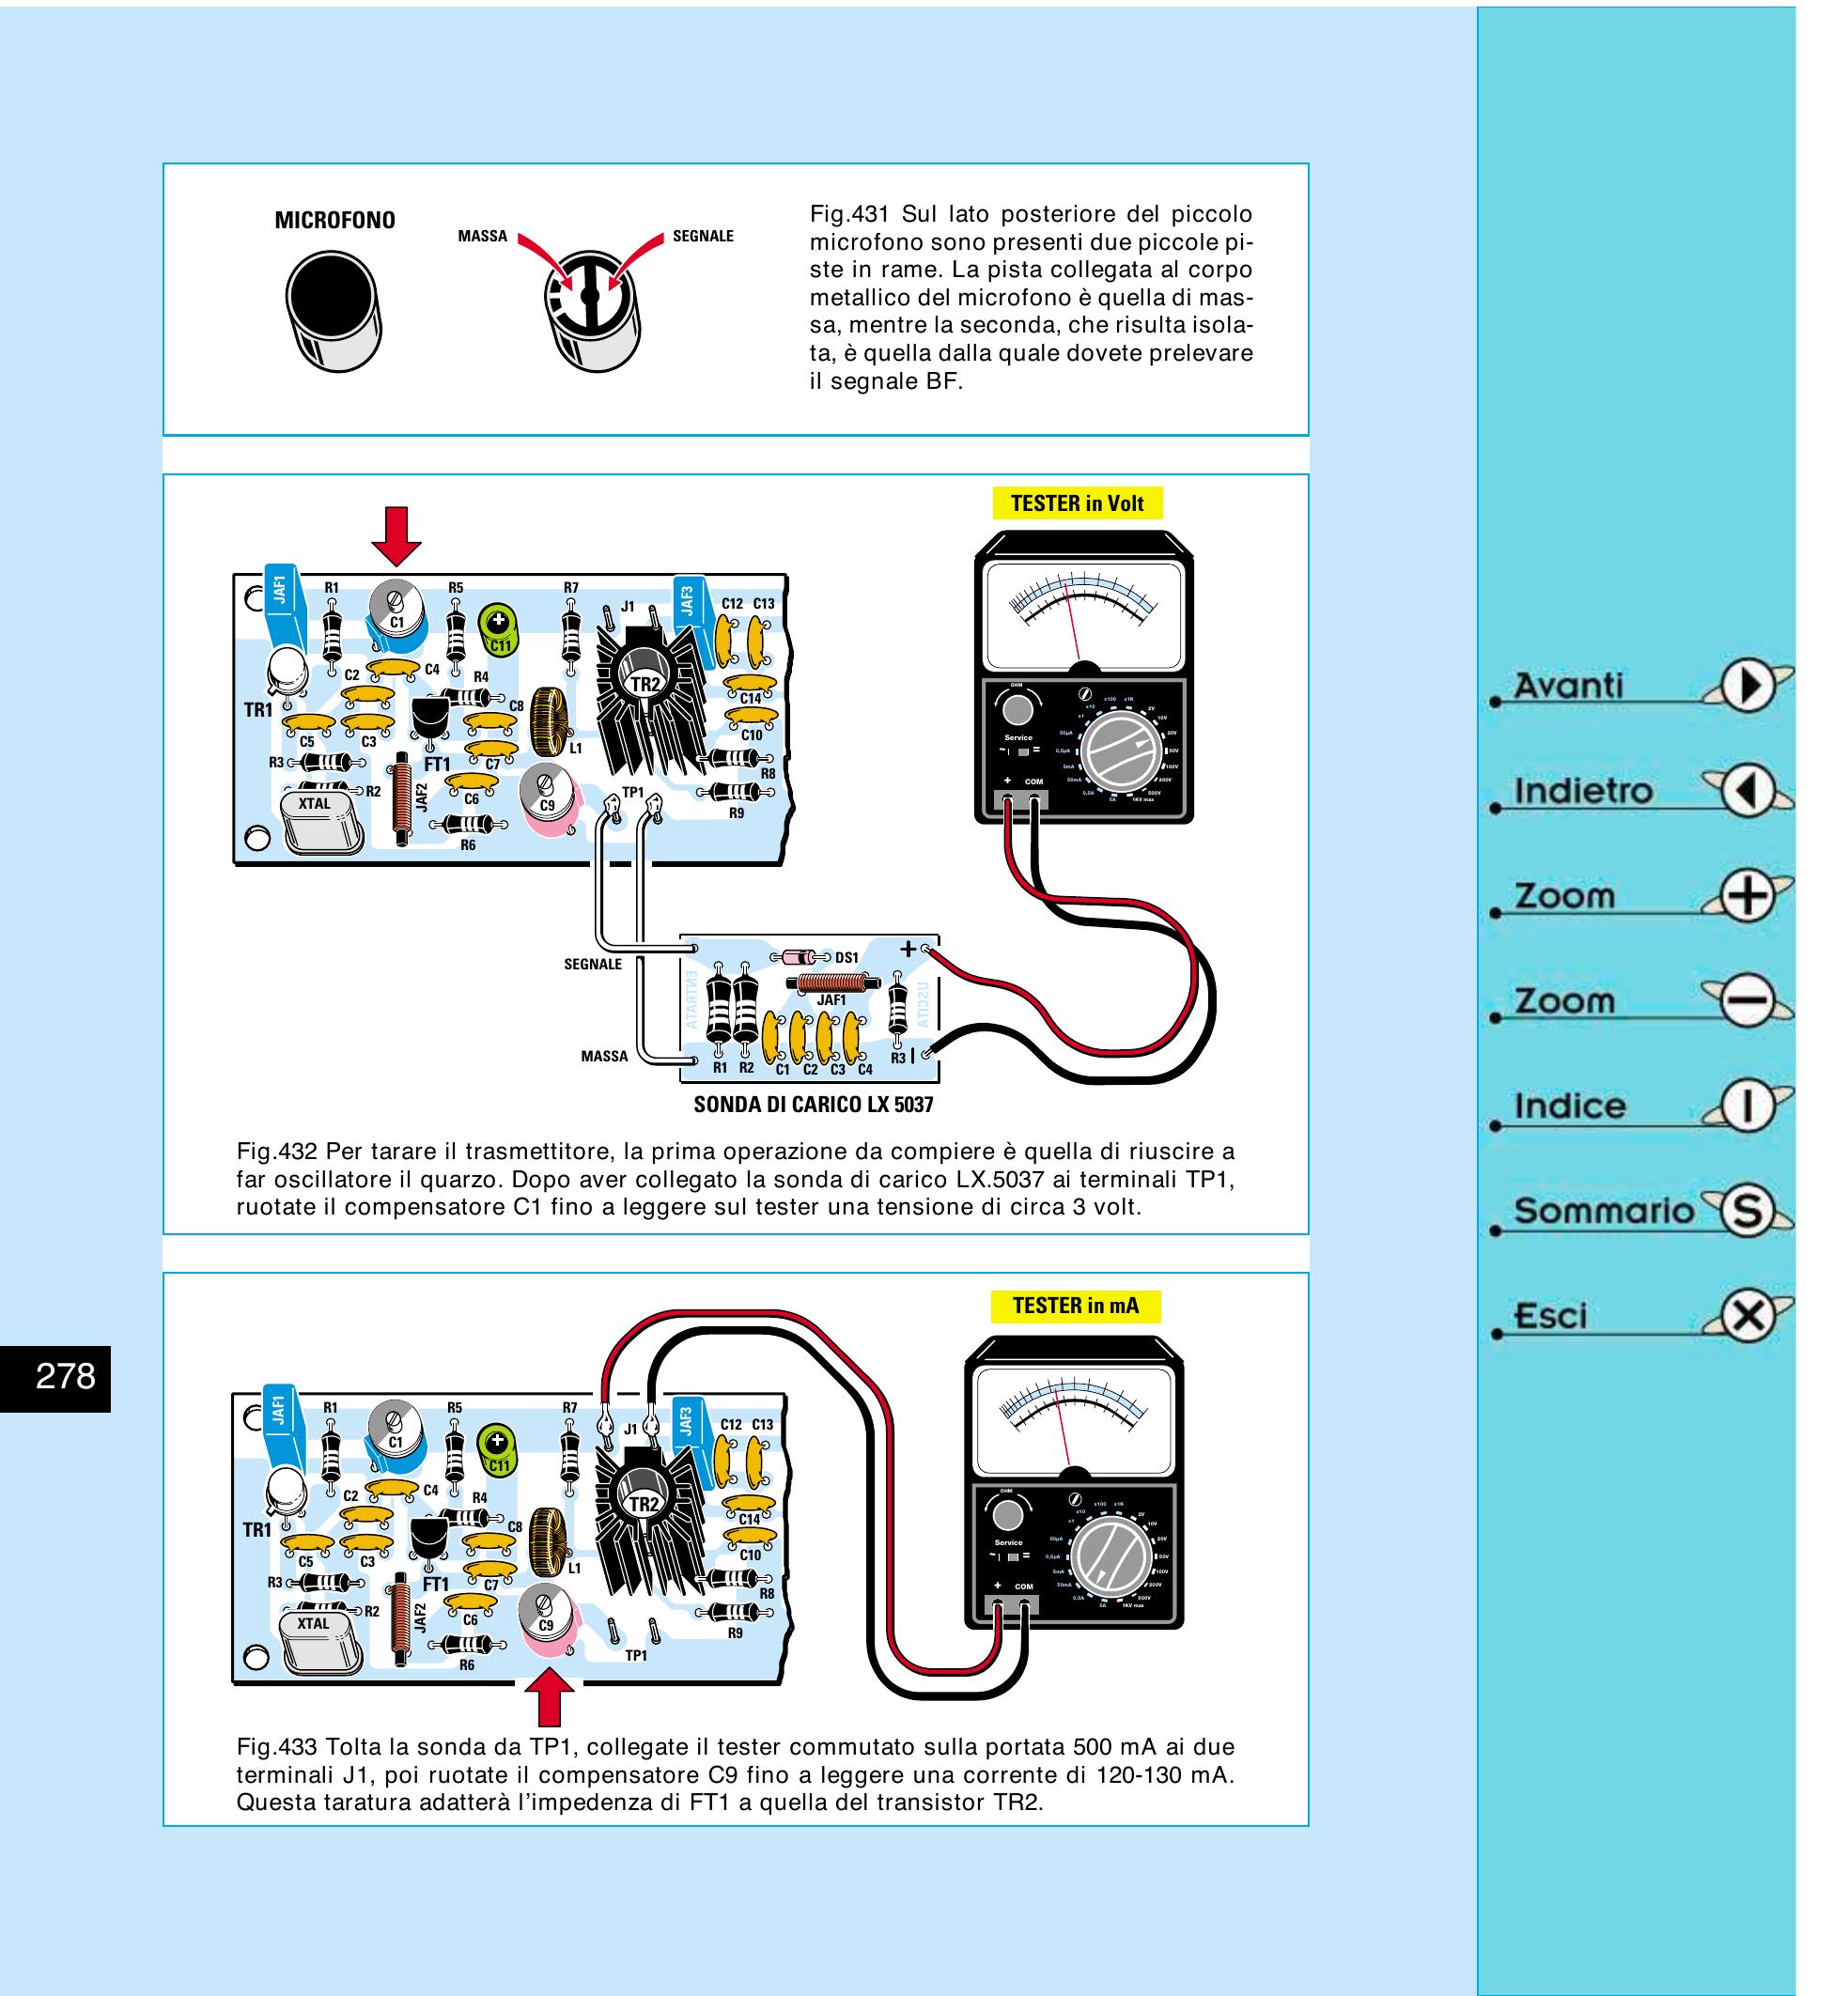 MICROFONO
MASSA
SEGNALE
Fig.431 Sul lato posteriore del piccolo
microfono sono presenti due piccole pi-
ste in rame. La pista collegata al corpo
metallico del microfono è quella di mas-
sa, mentre la seconda, che risulta isola-
ta, è quella dalla quale dovete prelevare
il segnale BF.
TESTER in Volt
JAF1
R1
C1
R5
C11
R7
J1
JAF3
C12 C13
C2
C4
R4
TR2
TR1
C8
C14
C5
C3
L1
C10
R3
FT1
C7
R8
R2
XTAL
JAF2
C6
C9
TP1
R9
R6
OHM
x1
x10
x100
x1K
2V
10V
50V
100V
200V
500V
1KV max
5A
0,5A
50mA
5mA
50µA
Service
+ COM
SEGNALE
MASSA
ENTRATA
DS1
+
JAF1
USCITA
R1 R2 C1 C2 C3 C4
R3
SONDA DI CARICO LX 5037
Fig.432 Per tarare il trasmettitore, la prima operazione da compiere è quella di riuscire a
far oscillatore il quarzo. Dopo aver collegato la sonda di carico LX.5037 ai terminali TP1,
ruotate il compensatore C1 fino a leggere sul tester una tensione di circa 3 volt.
TESTER in mA
JAF1
R1
C1
R5
C11
R7
J1
JAF3
C12 C13
C2
C4
R4
TR2
TR1
C8
C14
C5
C3
L1
C10
R3
FT1
C7
R8
R2
XTAL
JAF2
C6
C9
TP1
R9
R6
OHM
x1
x10
x100
x1K
2V
10V
50V
100V
200V
500V
1KV max
5A
0,5A
50mA
5mA
50µA
Service
+ COM
Fig.433 Tolta la sonda da TP1, collegate il tester commutato sulla portata 500 mA ai due
terminali J1, poi ruotate il compensatore C9 fino a leggere una corrente di 120-130 mA.
Questa taratura adatterà l'impedenza di FT1 a quella del transistor TR2.
278
Avanti
Indietro
Zoom +
Zoom −
Indice I
Sommario S
Esci X